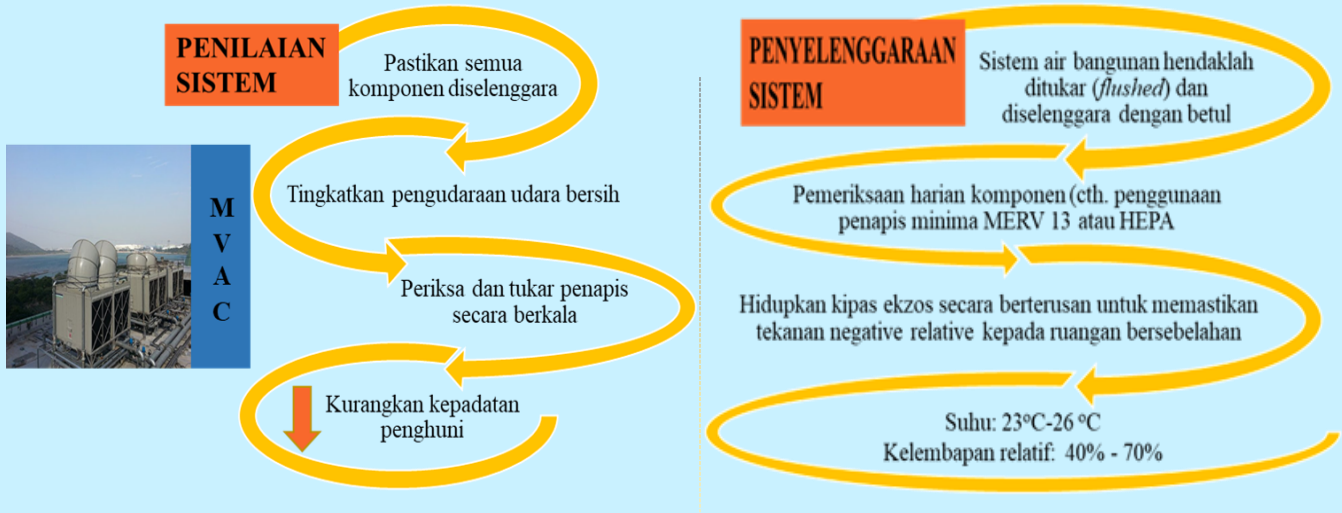 PENILAIAN
SISTEM
Pastikan semua
komponen diselenggara
Tingkatkan pengudaraan udara bersih
Periksa dan tukar penapis
secara berkala
Kurangkan kepadatan
penghuni
M
V
A
C
PENYELENGGARAAN
SISTEM
Sistem air bangunan hendaklah
ditukar (flushed) dan
diselenggara dengan betul
Pemeriksaan harian komponen (cth. penggunaan
penapis minima MERV 13 atau HEPA
Hidupkan kipas ekzos secara berterusan untuk memastikan
tekanan negative relative kepada ruangan bersebelahan
Suhu: 23ºC-26 ºC
Kelembapan relatif: 40% - 70%